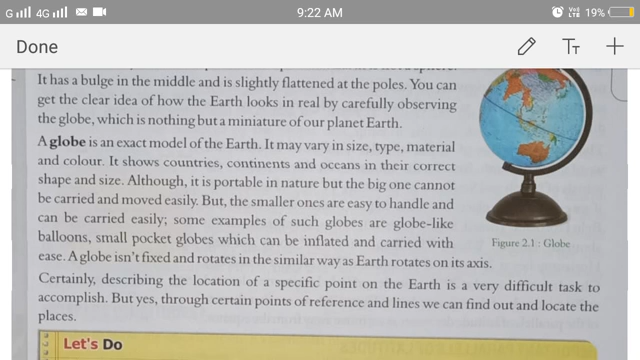 G 4G 9:22 AM VoLTE 19%
Done TT
It has a bulge in the middle and is slightly flattened at the poles. You can
get the clear idea of how the Earth looks in real by carefully observing
the globe, which is nothing but a miniature of our planet Earth.
A globe is an exact model of the Earth. It may vary in size, type, material
and colour. It shows countries, continents and oceans in their correct
shape and size. Although, it is portable in nature but the big one cannot
be carried and moved easily. But, the smaller ones are easy to handle and
can be carried easily; some examples of such globes are globe-like
balloons, small pocket globes which can be inflated and carried with
ease. A globe isn't fixed and rotates in the similar way as Earth rotates on its axis.
Figure 2.1 : Globe
Certainly, describing the location of a specific point on the Earth is a very difficult task to
accomplish. But yes, through certain points of reference and lines we can find out and locate the
places.
Let's Do